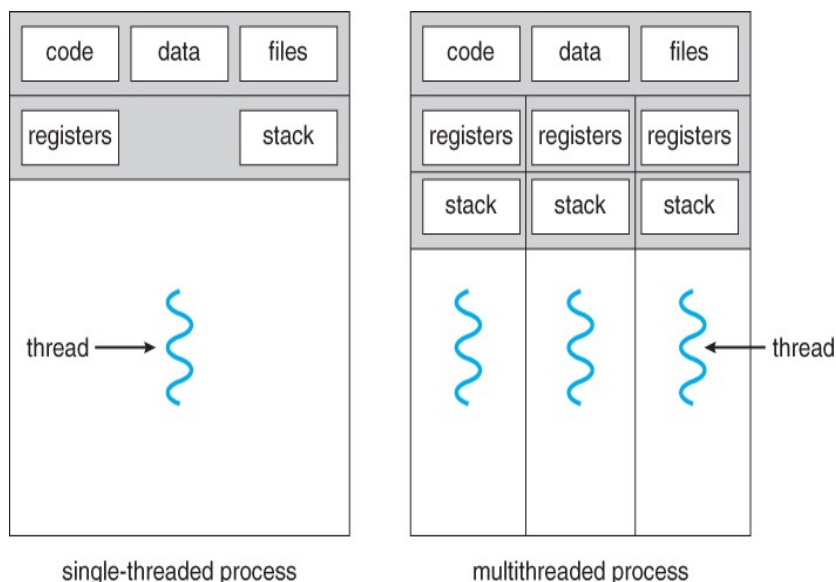 code data files
registers stack
thread
single-threaded process
code data files
registers registers registers
stack stack stack
thread
multithreaded process